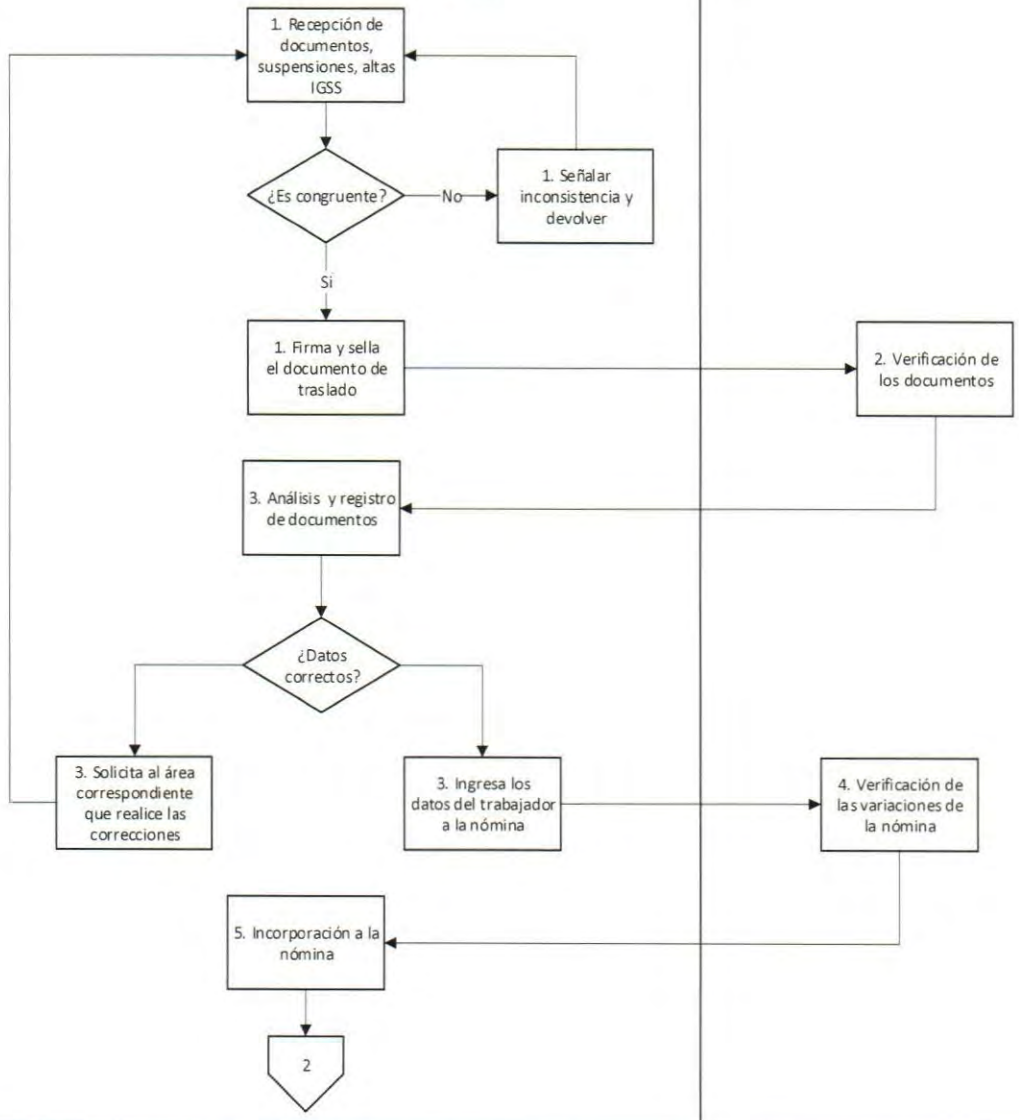 1. Recepción de
documentos,
suspensiones, altas
IGSS
¿Es congruente?
No
1. Señalar
inconsistencia y
devolver
Si
1. Firma y sella
el documento de
traslado
2. Verificación de
los documentos
3. Análisis y registro
de documentos
¿Datos
correctos?
3. Solicita al área
correspondiente
que realice las
correcciones
3. Ingresa los
datos del trabajador
a la nómina
4. Verificación de
las variaciones de
la nómina
5. Incorporación a la
nómina
2